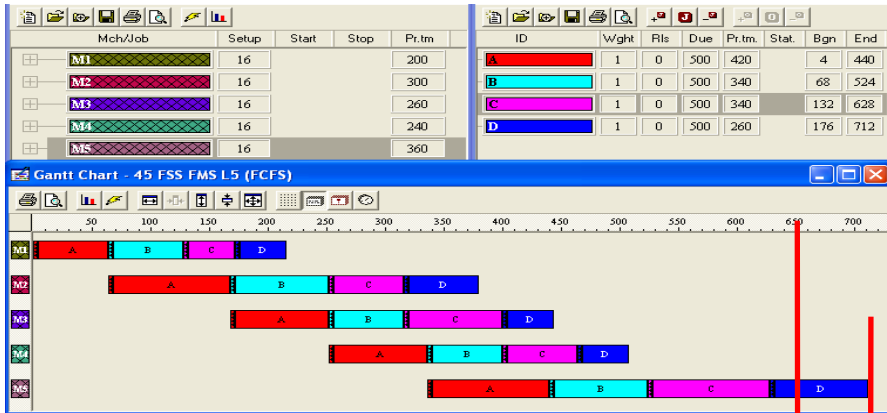 Mch/Job Setup Start Stop Pr.tm
M1 16 200
M2 16 300
M3 16 260
M4 16 240
M5 16 360
ID Wght Rls Due Pr.tm. Stat. Bgn End
A 1 0 500 420 4 440
B 1 0 500 340 68 524
C 1 0 500 340 132 628
D 1 0 500 260 176 712
Gantt Chart - 45 FSS FMS L5 (FCFS)
50 100 150 200 250 300 350 400 450 500 550 600 650 700
M1 A B C D
M2 A B C D
M3 A B C D
M4 A B C D
M5 A B C D